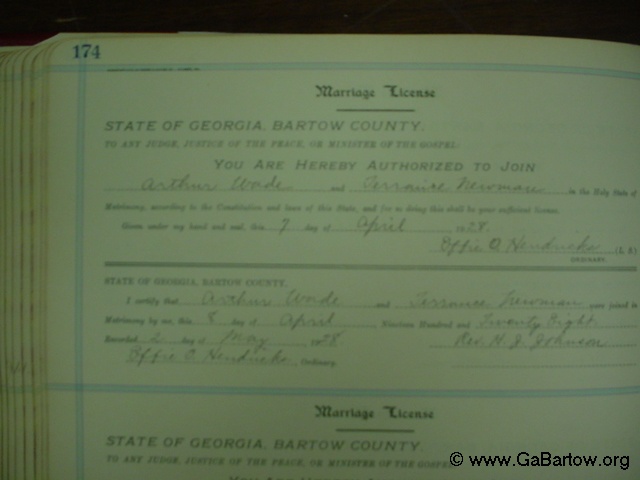 174
Marriage License
STATE OF GEORGIA, BARTOW COUNTY.
TO ANY JUDGE, JUSTICE OF THE PEACE, OR MINISTER OF THE GOSPEL:
YOU ARE HEREBY AUTHORIZED TO JOIN
Arthur Wade and Terrance Newman in the Holy State of
Matrimony, according to the Constitution and laws of this State, and for so doing this shall be your sufficient license.
Given under my hand and seal, this 7 day of April 1928.
Effie O. Hendricks (L. S.)
ORDINARY.
STATE OF GEORGIA, BARTOW COUNTY.
I certify that Arthur Wade and Terrance Newman were joined in
Matrimony by me, this 8 day of April Nineteen Hundred and Twenty Eight
Recorded, 2 day of May 1928 Rev. H. J. Johnson
Effie O. Hendricks, Ordinary.
Marriage License
STATE OF GEORGIA, BARTOW COUNTY.
TO ANY JUDGE, JUSTICE OF THE PEACE, OR MINISTER OF THE GOSPEL
© www.GaBartow.org